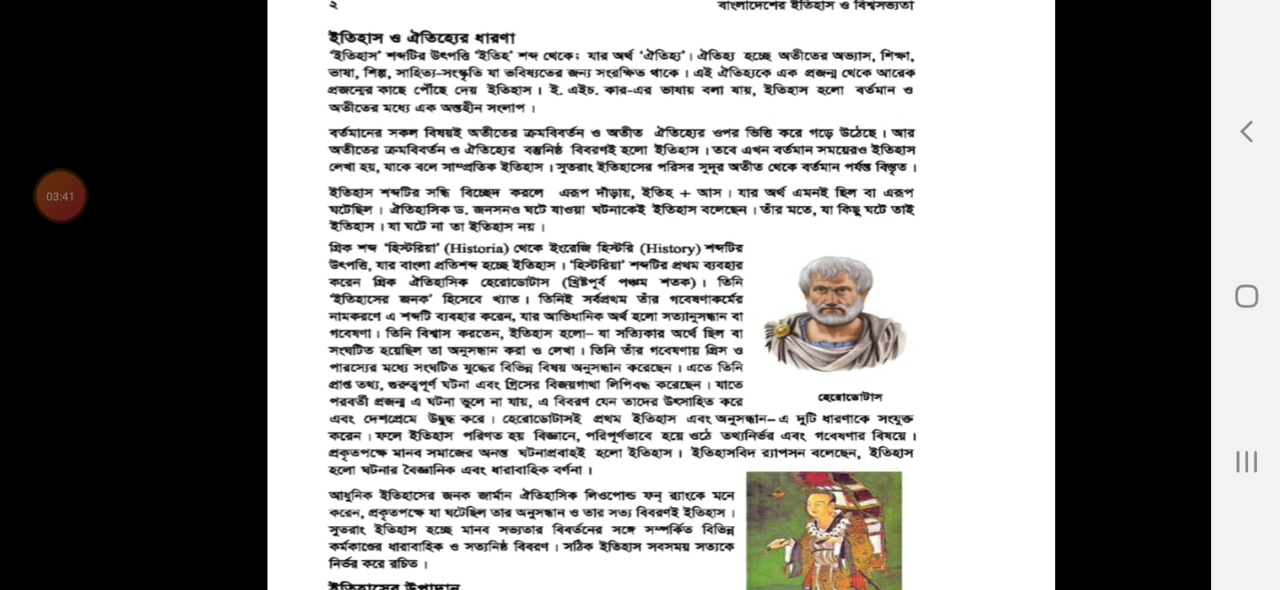 ২
বাংলাদেশের ইতিহাস ও বিশ্বসভ্যতা
ইতিহাস ও ঐতিহ্যের ধারণা
‘ইতিহাস’ শব্দটির উৎপত্তি ‘ইতিহ’ শব্দ থেকে; যার অর্থ ‘ঐতিহ্য’। ঐতিহ্য হচ্ছে অতীতের অভ্যাস, শিক্ষা,
ভাষা, শিল্প, সাহিত্য-সংস্কৃতি যা ভবিষ্যতের জন্য সংরক্ষিত থাকে। এই ঐতিহ্যকে এক প্রজন্ম থেকে আরেক
প্রজন্মের কাছে পৌঁছে দেয় ইতিহাস। ই. এইচ. কার-এর ভাষায় বলা যায়, ইতিহাস হলো বর্তমান ও
অতীতের মধ্যে এক অন্তহীন সংলাপ।
বর্তমানের সকল বিষয়ই অতীতের ক্রমবিবর্তন ও অতীত ঐতিহ্যের ওপর ভিত্তি করে গড়ে উঠেছে। আর
অতীতের ক্রমবিবর্তন ও ঐতিহ্যের বস্তুনিষ্ঠ বিবরণই হলো ইতিহাস। তবে এখন বর্তমান সময়েরও ইতিহাস
লেখা হয়, যাকে বলে সাম্প্রতিক ইতিহাস। সুতরাং ইতিহাসের পরিসর সুদূর অতীত থেকে বর্তমান পর্যন্ত বিস্তৃত।
ইতিহাস শব্দটির সন্ধি বিচ্ছেদ করলে এরূপ দাঁড়ায়, ইতিহ + আস। যার অর্থ এমনই ছিল বা এরূপ
ঘটেছিল। ঐতিহাসিক ড. জনসনও ঘটে যাওয়া ঘটনাকেই ইতিহাস বলেছেন। তাঁর মতে, যা কিছু ঘটে তাই
ইতিহাস। যা ঘটে না তা ইতিহাস নয়।
গ্রিক শব্দ ‘হিস্টরিয়া’ (Historia) থেকে ইংরেজি হিস্টরি (History) শব্দটির
উৎপত্তি, যার বাংলা প্রতিশব্দ হচ্ছে ইতিহাস। ‘হিস্টরিয়া’ শব্দটির প্রথম ব্যবহার
করেন গ্রিক ঐতিহাসিক হেরোডোটাস (খ্রিষ্টপূর্ব পঞ্চম শতক)। তিনি
‘ইতিহাসের জনক’ হিসেবে খ্যাত। তিনিই সর্বপ্রথম তাঁর গবেষণাকর্মের
নামকরণে এ শব্দটি ব্যবহার করেন, যার আভিধানিক অর্থ হলো সত্যানুসন্ধান বা
গবেষণা। তিনি বিশ্বাস করতেন, ইতিহাস হলো– যা সত্যিকার অর্থে ছিল বা
সংঘটিত হয়েছিল তা অনুসন্ধান করা ও লেখা। তিনি তাঁর গবেষণায় গ্রিস ও
পারস্যের মধ্যে সংঘটিত যুদ্ধের বিভিন্ন বিষয় অনুসন্ধান করেছেন। এতে তিনি
প্রাপ্ত তথ্য, গুরুত্বপূর্ণ ঘটনা এবং গ্রিসের বিজয়গাথা লিপিবদ্ধ করেছেন। যাতে
পরবর্তী প্রজন্ম এ ঘটনা ভুলে না যায়, এ বিবরণ যেন তাদের উৎসাহিত করে
এবং দেশপ্রেমে উদ্বুদ্ধ করে। হেরোডোটাসই প্রথম ইতিহাস এবং অনুসন্ধান– এ দুটি ধারণাকে সংযুক্ত
করেন। ফলে ইতিহাস পরিণত হয় বিজ্ঞানে, পরিপূর্ণভাবে হয়ে ওঠে তথ্যনির্ভর এবং গবেষণার বিষয়ে।
প্রকৃতপক্ষে মানব সমাজের অনন্ত ঘটনাপ্রবাহই হলো ইতিহাস। ইতিহাসবিদ র‍্যাপসন বলেছেন, ইতিহাস
হলো ঘটনার বৈজ্ঞানিক এবং ধারাবাহিক বর্ণনা।
হেরোডোটাস
আধুনিক ইতিহাসের জনক জার্মান ঐতিহাসিক লিওপোল্ড ফন্ র‍্যাংকে মনে
করেন, প্রকৃতপক্ষে যা ঘটেছিল তার অনুসন্ধান ও তার সত্য বিবরণই ইতিহাস।
সুতরাং ইতিহাস হচ্ছে মানব সভ্যতার বিবর্তনের সঙ্গে সম্পর্কিত বিভিন্ন
কর্মকাণ্ডের ধারাবাহিক ও সত্যনিষ্ঠ বিবরণ। সঠিক ইতিহাস সবসময় সত্যকে
নির্ভর করে রচিত।
ইতিহাসের উপাদান
03:41